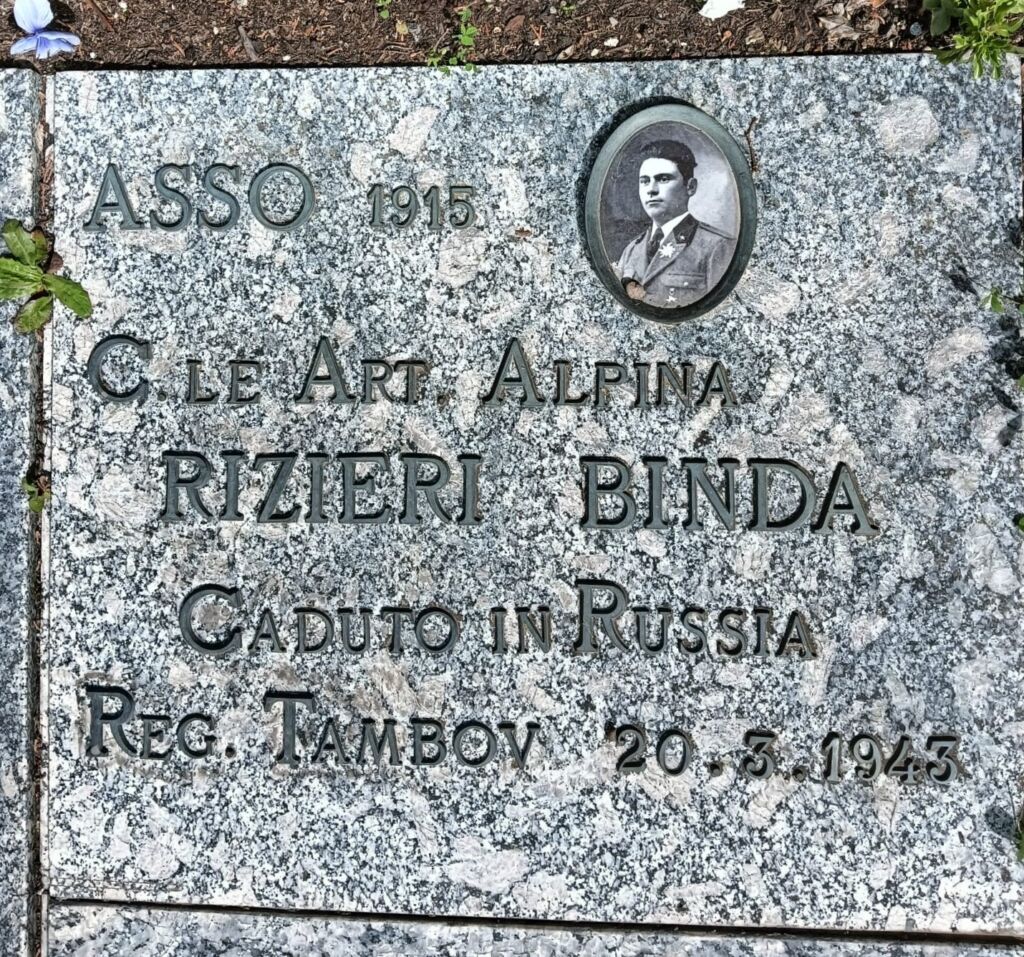 ASSO 1915
C.LE ART. ALPINA
RIZIERI BINDA
CADUTO IN RUSSIA
REG. TAMBOV 20.3.1943